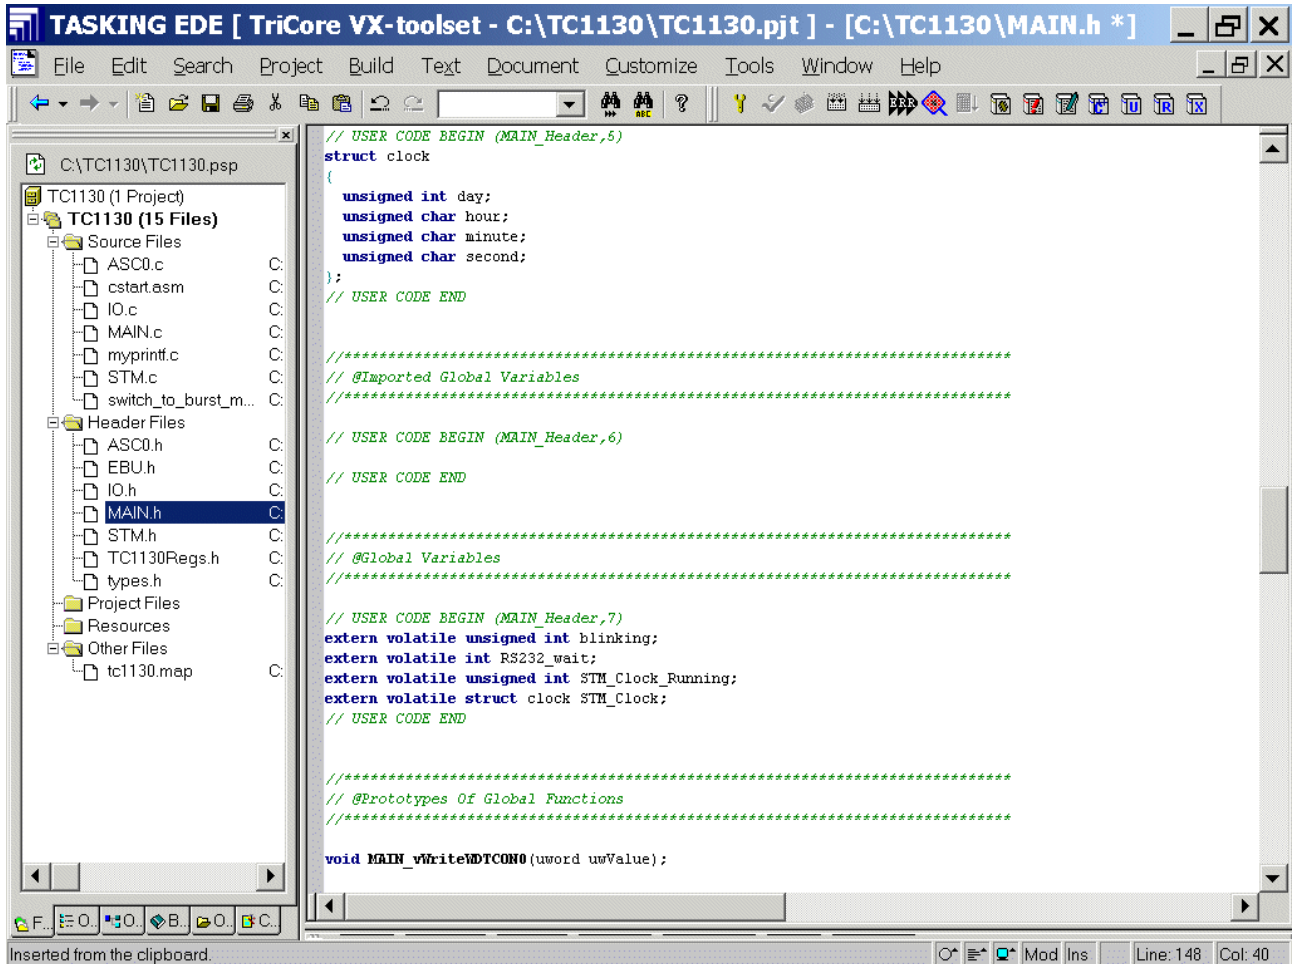 TASKING EDE [ TriCore VX-toolset - C:\TC1130\TC1130.pjt ] - [C:\TC1130\MAIN.h *]
File Edit Search Project Build Text Document Customize Tools Window Help
C:\TC1130\TC1130.psp
TC1130 (1 Project)
TC1130 (15 Files)
Source Files
ASC0.c C:
cstart.asm C:
IO.c C:
MAIN.c C:
myprintf.c C:
STM.c C:
switch_to_burst_m... C:
Header Files
ASC0.h C:
EBU.h C:
IO.h C:
MAIN.h C:
STM.h C:
TC1130Regs.h C:
types.h C:
Project Files
Resources
Other Files
tc1130.map C:
F... O.. O.. B.. O.. C..
// USER CODE BEGIN (MAIN_Header,5)
struct clock
{
unsigned int day;
unsigned char hour;
unsigned char minute;
unsigned char second;
};
// USER CODE END
//****************************************************************************
// @Imported Global Variables
//****************************************************************************
// USER CODE BEGIN (MAIN_Header,6)
// USER CODE END
//****************************************************************************
// @Global Variables
//****************************************************************************
// USER CODE BEGIN (MAIN_Header,7)
extern volatile unsigned int blinking;
extern volatile int RS232_wait;
extern volatile unsigned int STM_Clock_Running;
extern volatile struct clock STM_Clock;
// USER CODE END
//****************************************************************************
// @Prototypes Of Global Functions
//****************************************************************************
void MAIN_vWriteWDTCON0(uword uwValue);
Inserted from the clipboard. Mod Ins Line: 148 Col: 40